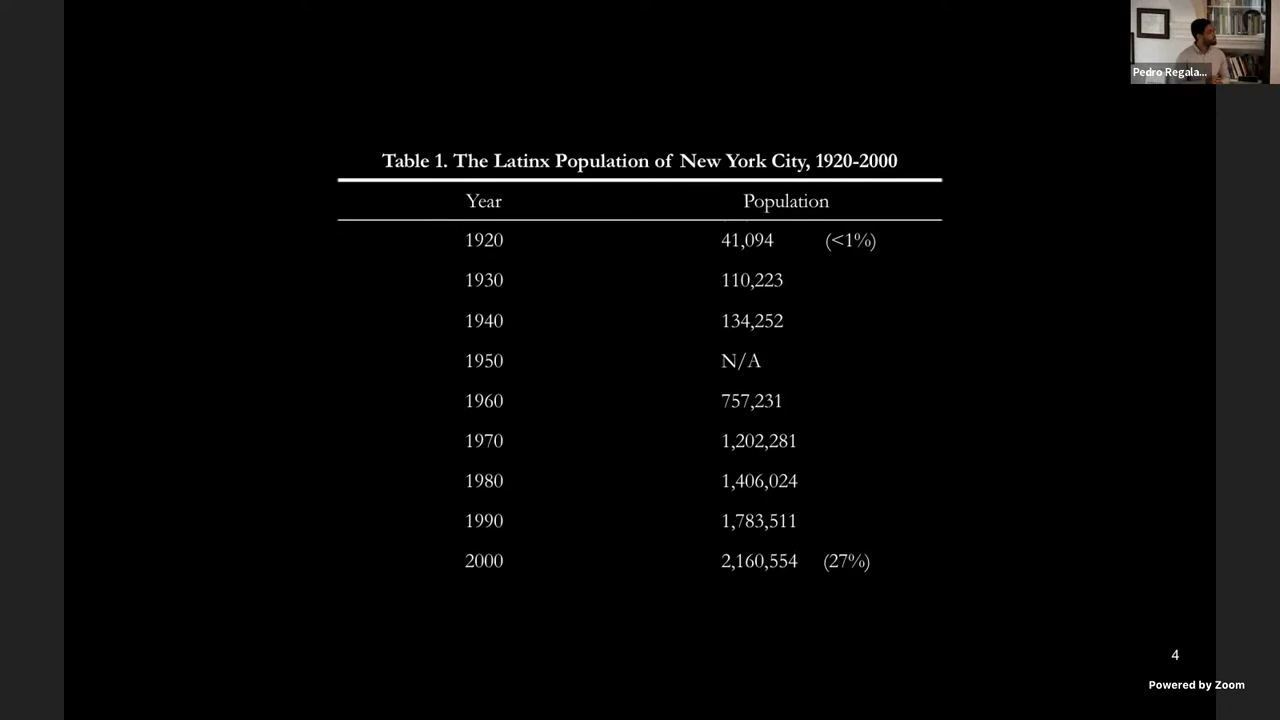 Pedro Regala...
Table 1. The Latinx Population of New York City, 1920-2000
Year Population
1920 41,094 (<1%)
1930 110,223
1940 134,252
1950 N/A
1960 757,231
1970 1,202,281
1980 1,406,024
1990 1,783,511
2000 2,160,554 (27%)
4
Powered by Zoom